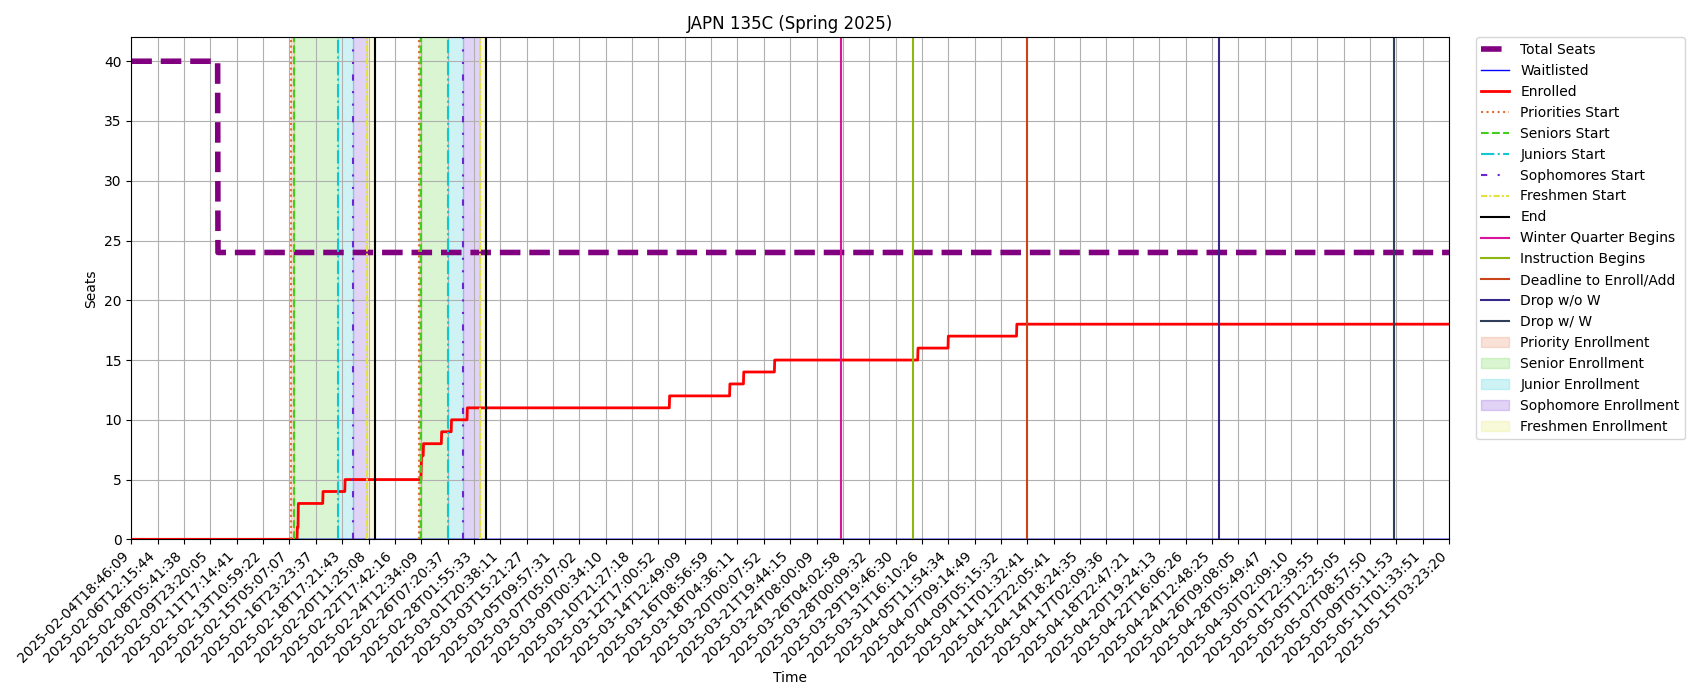 JAPN 135C (Spring 2025)
40
35
30
25
20
15
10
5
0
Seats
2025-02-04T18:46:09
2025-02-06T12:15:44
2025-02-08T05:41:38
2025-02-09T23:20:05
2025-02-11T17:14:41
2025-02-13T10:59:22
2025-02-15T05:07:07
2025-02-16T23:23:37
2025-02-18T17:21:43
2025-02-20T11:25:08
2025-02-22T17:42:16
2025-02-24T12:34:09
2025-02-26T07:20:37
2025-02-28T01:55:33
2025-03-01T20:38:11
2025-03-03T15:21:27
2025-03-05T09:57:31
2025-03-07T05:07:02
2025-03-09T00:34:10
2025-03-10T21:27:18
2025-03-12T17:00:52
2025-03-14T12:49:09
2025-03-16T08:56:59
2025-03-18T04:36:11
2025-03-20T00:07:52
2025-03-21T19:44:15
2025-03-24T08:00:09
2025-03-26T04:02:58
2025-03-28T00:09:32
2025-03-29T19:46:30
2025-03-31T16:10:26
2025-04-05T11:54:34
2025-04-07T09:14:49
2025-04-09T05:15:32
2025-04-11T01:32:41
2025-04-12T22:05:41
2025-04-14T18:24:35
2025-04-17T02:09:36
2025-04-18T22:47:21
2025-04-20T19:24:13
2025-04-22T16:06:26
2025-04-24T12:48:25
2025-04-26T09:08:05
2025-04-28T05:49:47
2025-04-30T02:09:10
2025-05-01T22:39:55
2025-05-05T12:25:05
2025-05-07T08:57:50
2025-05-09T05:11:53
2025-05-11T01:33:51
2025-05-15T03:23:20
Time
Total Seats
Waitlisted
Enrolled
Priorities Start
Seniors Start
Juniors Start
Sophomores Start
Freshmen Start
End
Winter Quarter Begins
Instruction Begins
Deadline to Enroll/Add
Drop w/o W
Drop w/ W
Priority Enrollment
Senior Enrollment
Junior Enrollment
Sophomore Enrollment
Freshmen Enrollment